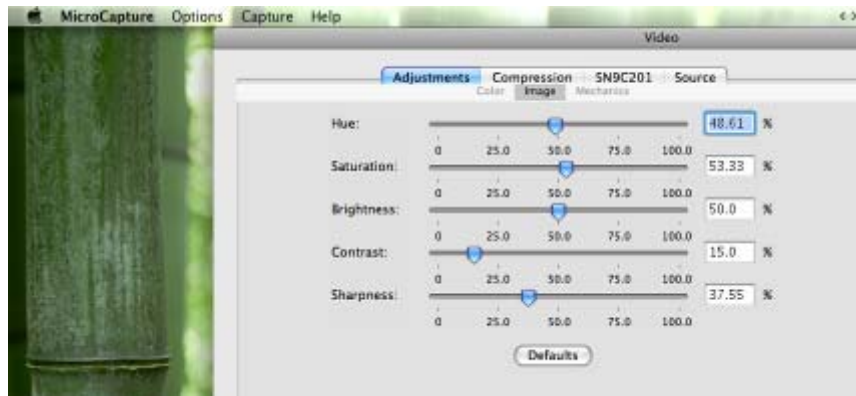 MicroCapture Options Capture Help
Video
Adjustments Compression SN9C201 Source
Color Image Mechanics
Hue: 48.61 %
0 25.0 50.0 75.0 100.0
Saturation: 53.33 %
0 25.0 50.0 75.0 100.0
Brightness: 50.0 %
0 25.0 50.0 75.0 100.0
Contrast: 15.0 %
0 25.0 50.0 75.0 100.0
Sharpness: 37.55 %
0 25.0 50.0 75.0 100.0
Defaults